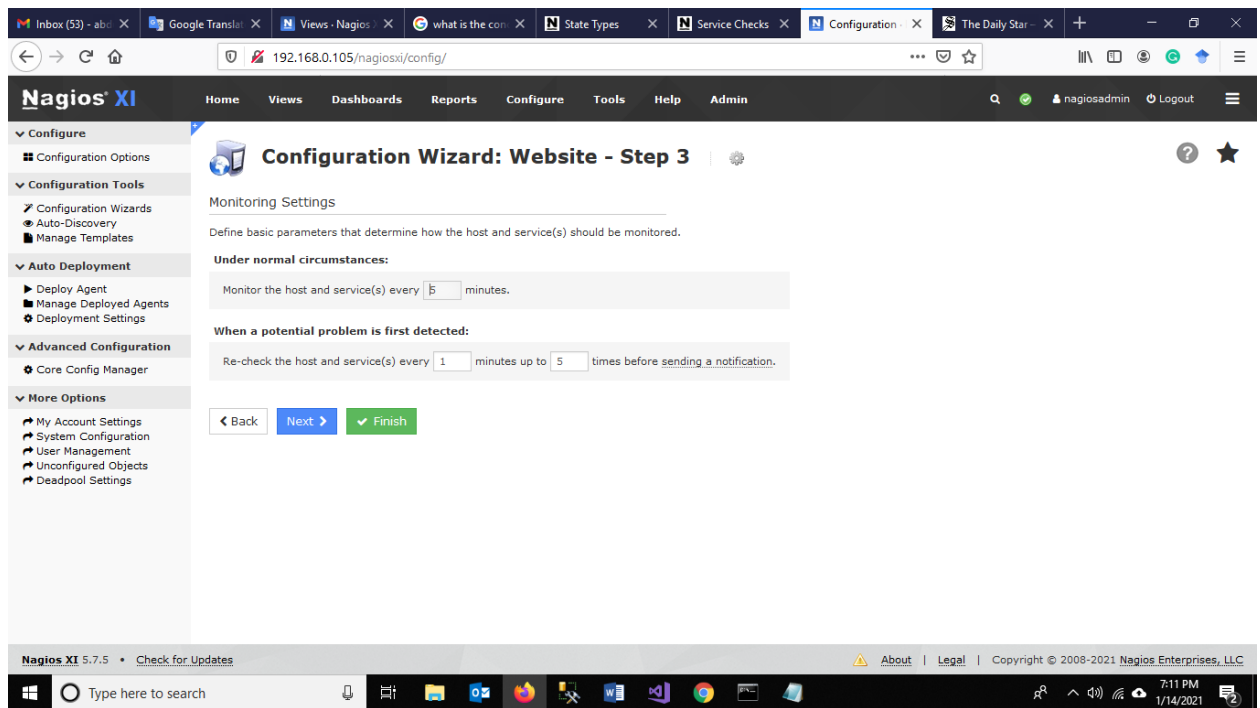 Inbox (53) - abd
Google Translat
Views · Nagios
what is the con
State Types
Service Checks
Configuration ·
The Daily Star –
192.168.0.105/nagiosxi/config/
Nagios® XI
Home Views Dashboards Reports Configure Tools Help Admin
nagiosadmin Logout
Configure
Configuration Options
Configuration Tools
Configuration Wizards
Auto-Discovery
Manage Templates
Auto Deployment
Deploy Agent
Manage Deployed Agents
Deployment Settings
Advanced Configuration
Core Config Manager
More Options
My Account Settings
System Configuration
User Management
Unconfigured Objects
Deadpool Settings
Configuration Wizard: Website - Step 3
Monitoring Settings
Define basic parameters that determine how the host and service(s) should be monitored.
Under normal circumstances:
Monitor the host and service(s) every 5 minutes.
When a potential problem is first detected:
Re-check the host and service(s) every 1 minutes up to 5 times before sending a notification.
Back Next Finish
Nagios XI 5.7.5 • Check for Updates
About | Legal | Copyright © 2008-2021 Nagios Enterprises, LLC
Type here to search
7:11 PM
1/14/2021
2